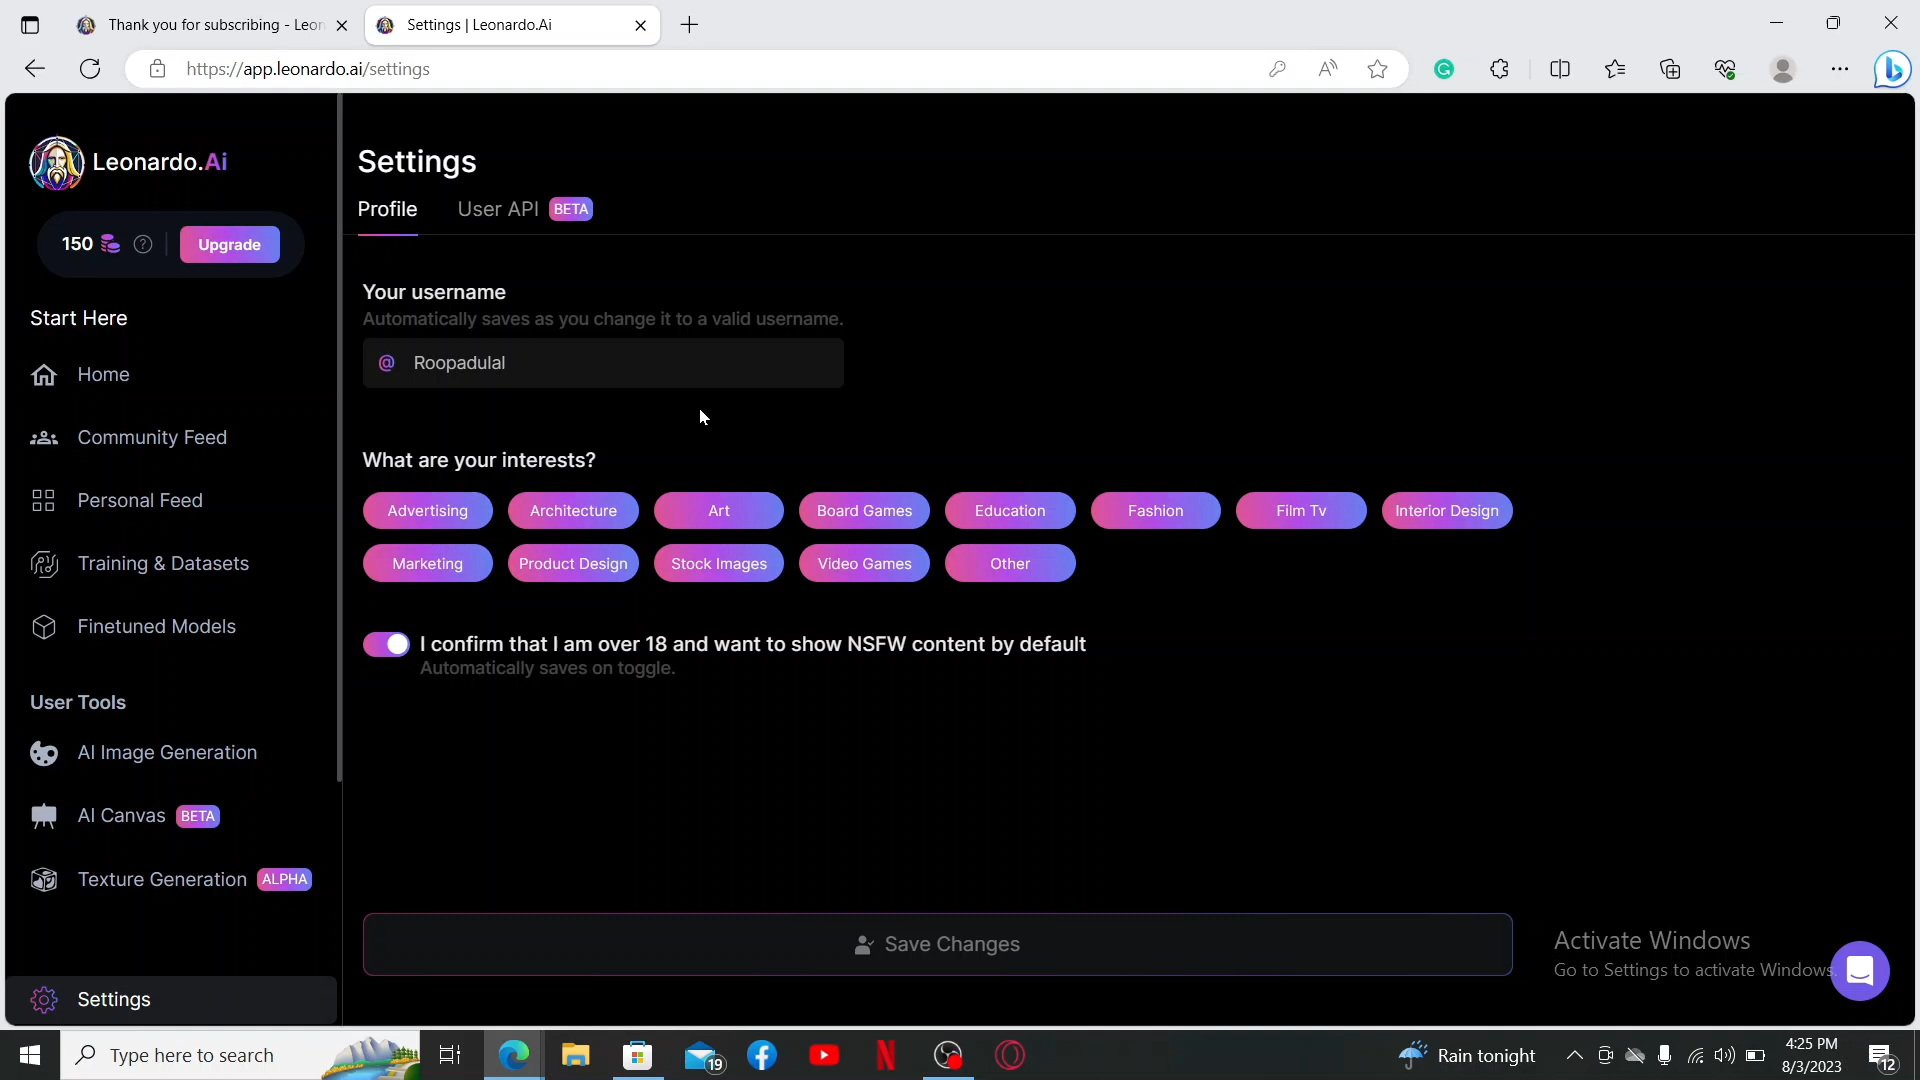 Thank you for subscribing - Leon
Settings | Leonardo.Ai
https://app.leonardo.ai/settings
Leonardo.Ai
150
Upgrade
Start Here
Home
Community Feed
Personal Feed
Training & Datasets
Finetuned Models
User Tools
AI Image Generation
AI Canvas BETA
Texture Generation ALPHA
Settings
Settings
Profile User API BETA
Your username
Automatically saves as you change it to a valid username.
@ Roopadulal
What are your interests?
Advertising Architecture Art Board Games Education Fashion Film Tv Interior Design
Marketing Product Design Stock Images Video Games Other
I confirm that I am over 18 and want to show NSFW content by default
Automatically saves on toggle.
Save Changes
Activate Windows
Go to Settings to activate Windows.
Type here to search
19
Rain tonight
4:25 PM
8/3/2023
12